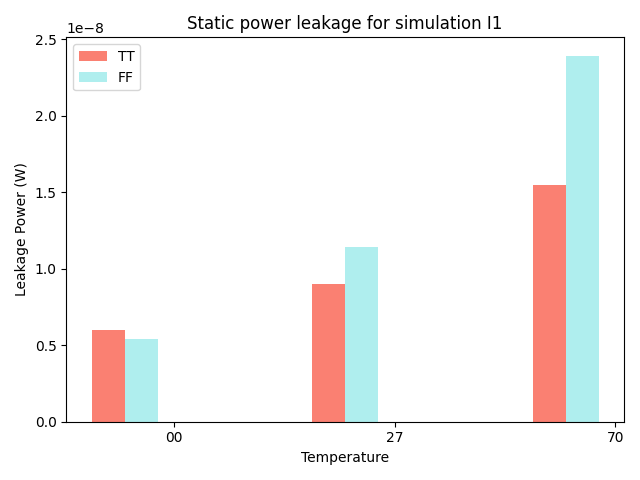 Static power leakage for simulation I1
1e−8
TT
FF
2.5
2.0
1.5
1.0
0.5
0.0
Leakage Power (W)
00 27 70
Temperature